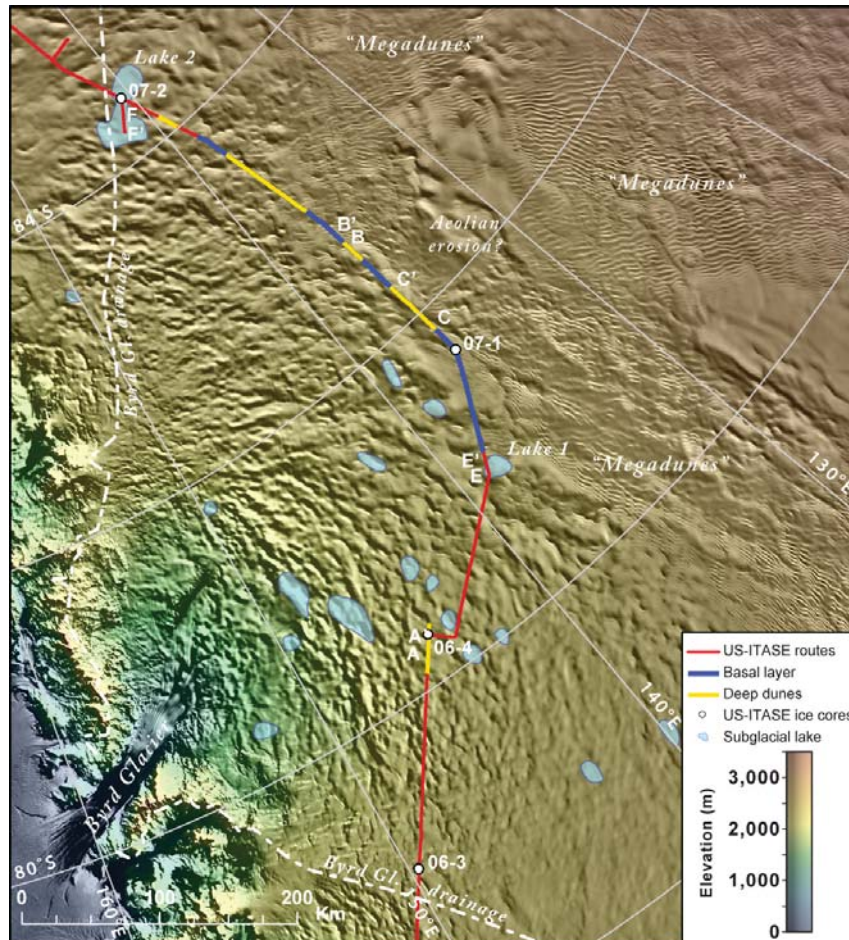 "Megadunes"
Lake 2
07-2
F
F'
"Megadunes"
84°S
B'
B
Aeolian
erosion?
C'
C
07-1
Byrd Gl. drainage
E'
E
Lake 1
"Megadunes"
130°E
A
A
06-4
140°E
Byrd Glacier
06-3
Byrd Gl. drainage
80°S
160°E
150°E
0
100
200
Km
US-ITASE routes
Basal layer
Deep dunes
US-ITASE ice cores
Subglacial lake
Elevation (m)
3,000
2,000
1,000
0